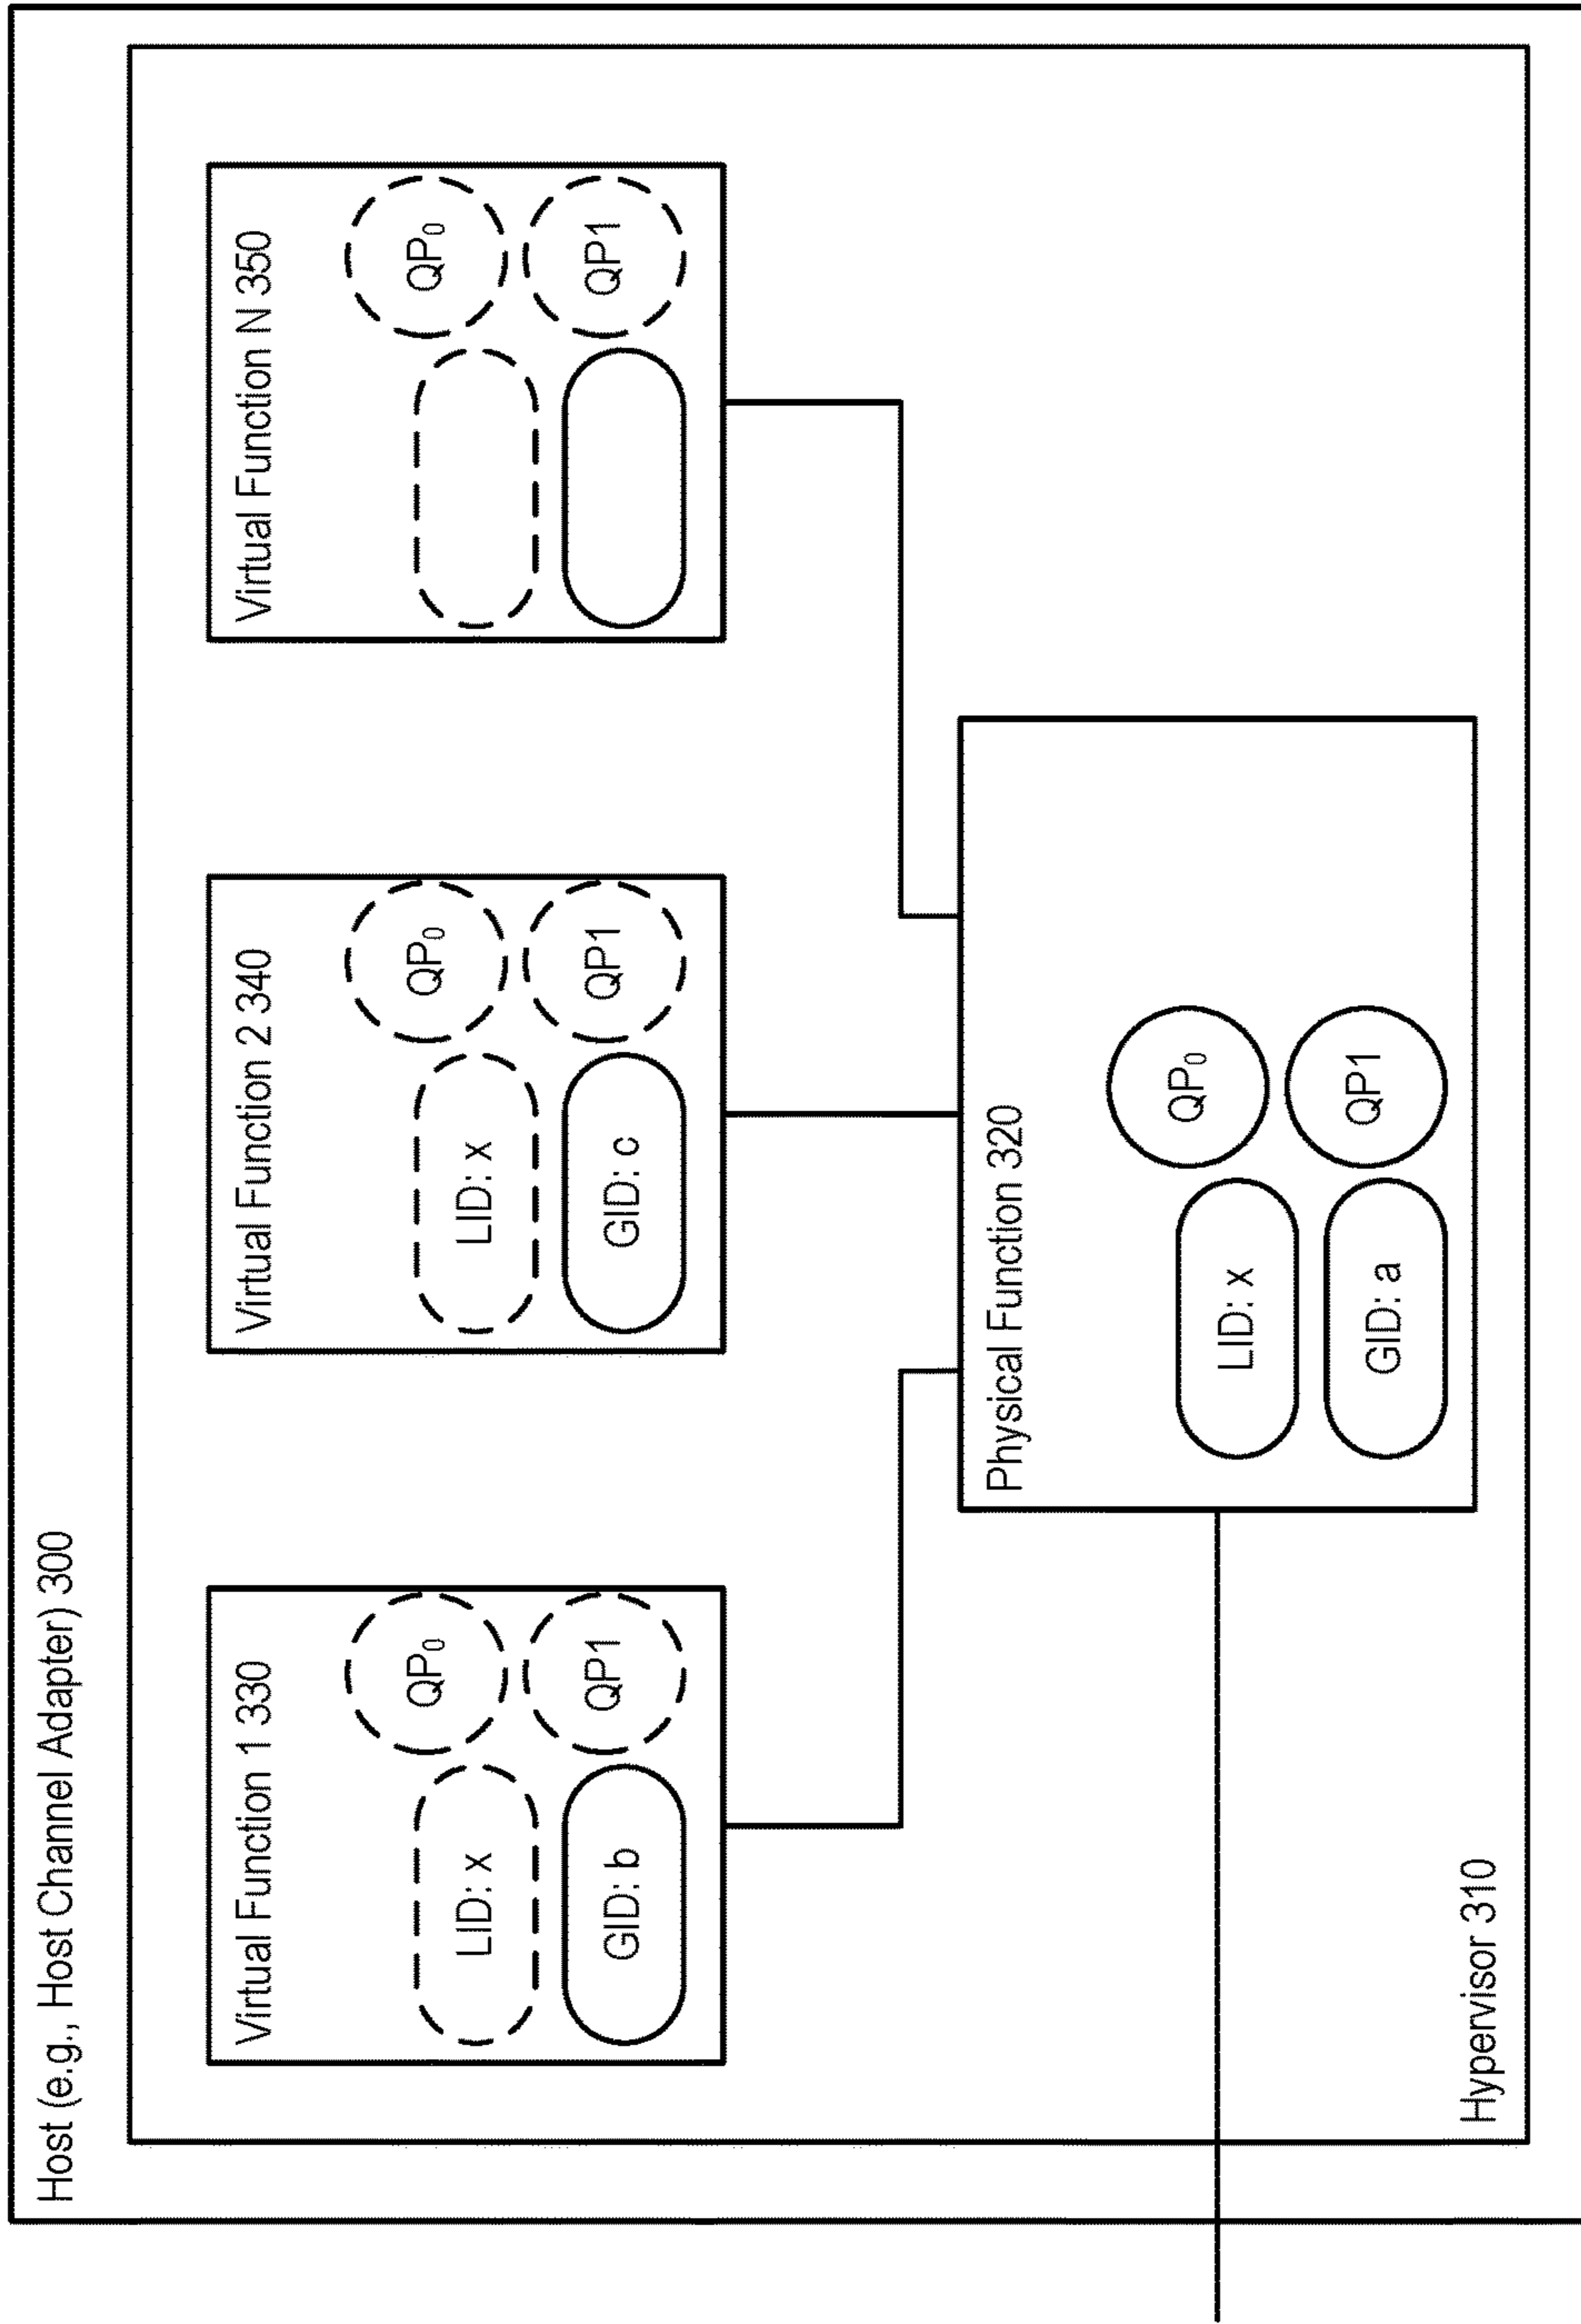 Host (e.g., Host Channel Adapter) 300
Virtual Function 1 330
QP₀
LID: x
QP1
GID: b
Virtual Function 2 340
QP₀
LID: x
QP1
GID: c
Virtual Function N 350
QP₀
QP1
Physical Function 320
QP₀
LID: x
QP1
GID: a
Hypervisor 310